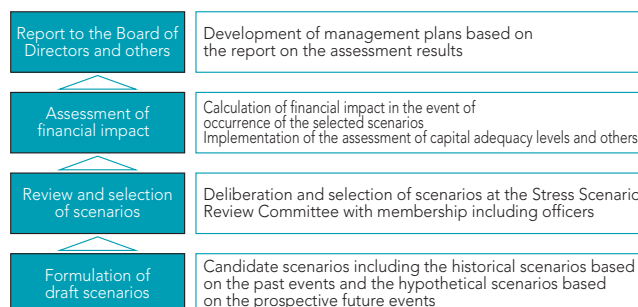 Report to the Board of
Directors and others
Development of management plans based on
the report on the assessment results
Assessment of
financial impact
Calculation of financial impact in the event of
occurrence of the selected scenarios
Implementation of the assessment of capital adequacy levels and others
Review and selection
of scenarios
Deliberation and selection of scenarios at the Stress Scenario
Review Committee with membership including officers
Formulation of
draft scenarios
Candidate scenarios including the historical scenarios based
on the past events and the hypothetical scenarios based
on the prospective future events